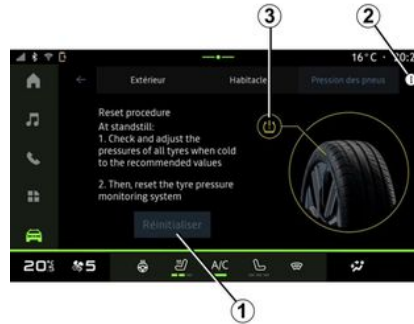 3
2
16°C · 20:2
Extérieur Habitacle Pression des pneus
Reset procedure
At standstill:
1. Check and adjust the
pressures of all tyres when cold
to the recommended values
2. Then, reset the tyre pressure
monitoring system
Réinitialiser
20.5 5 A/C
1